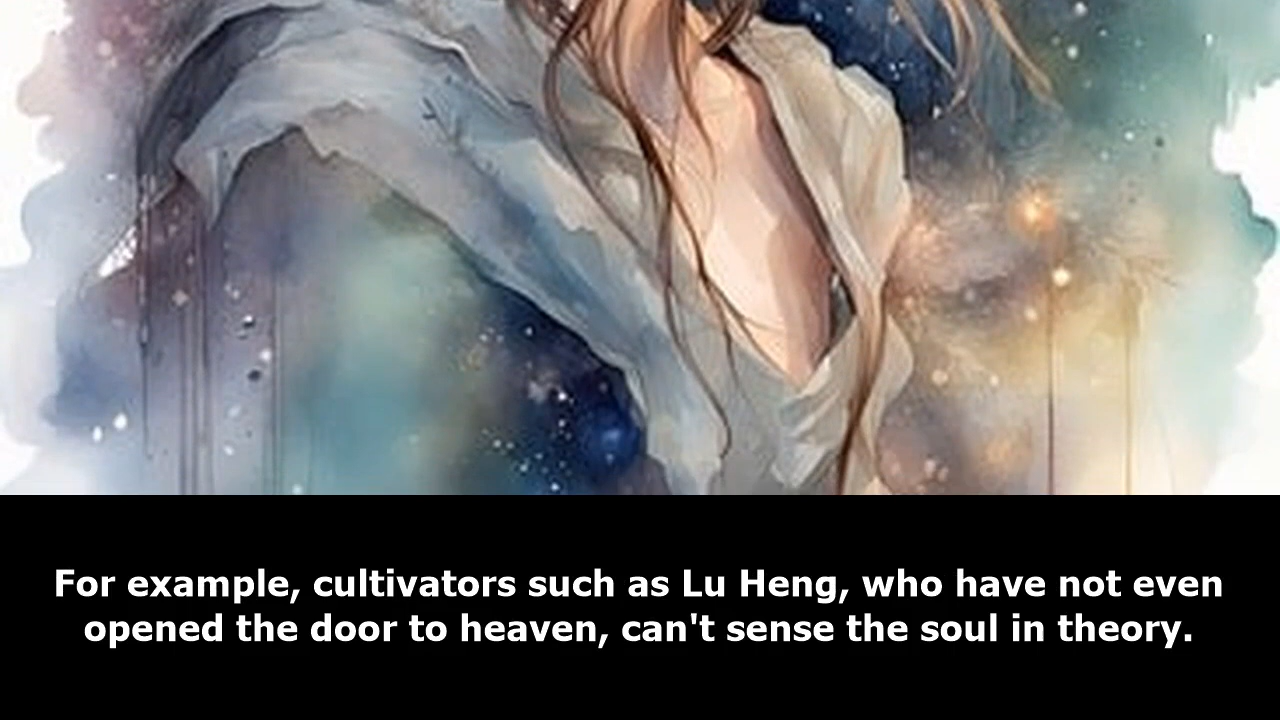 For example, cultivators such as Lu Heng, who have not even
opened the door to heaven, can't sense the soul in theory.